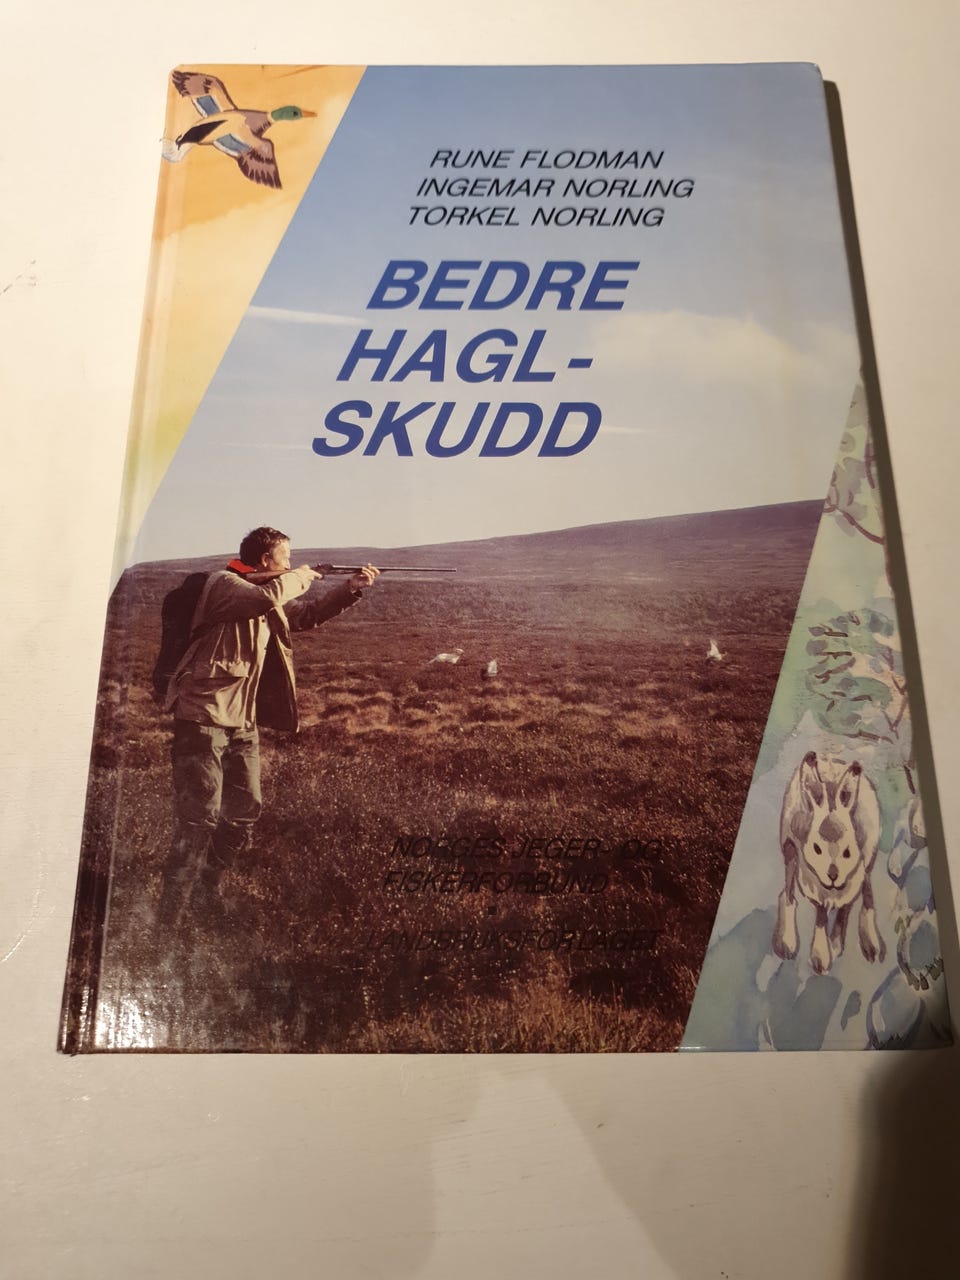 RUNE FLODMAN
INGEMAR NORLING
TORKEL NORLING
BEDRE
HAGL-
SKUDD
NORGES JEGER- OG
FISKERFORBUND
LANDBRUKSFORLAGET